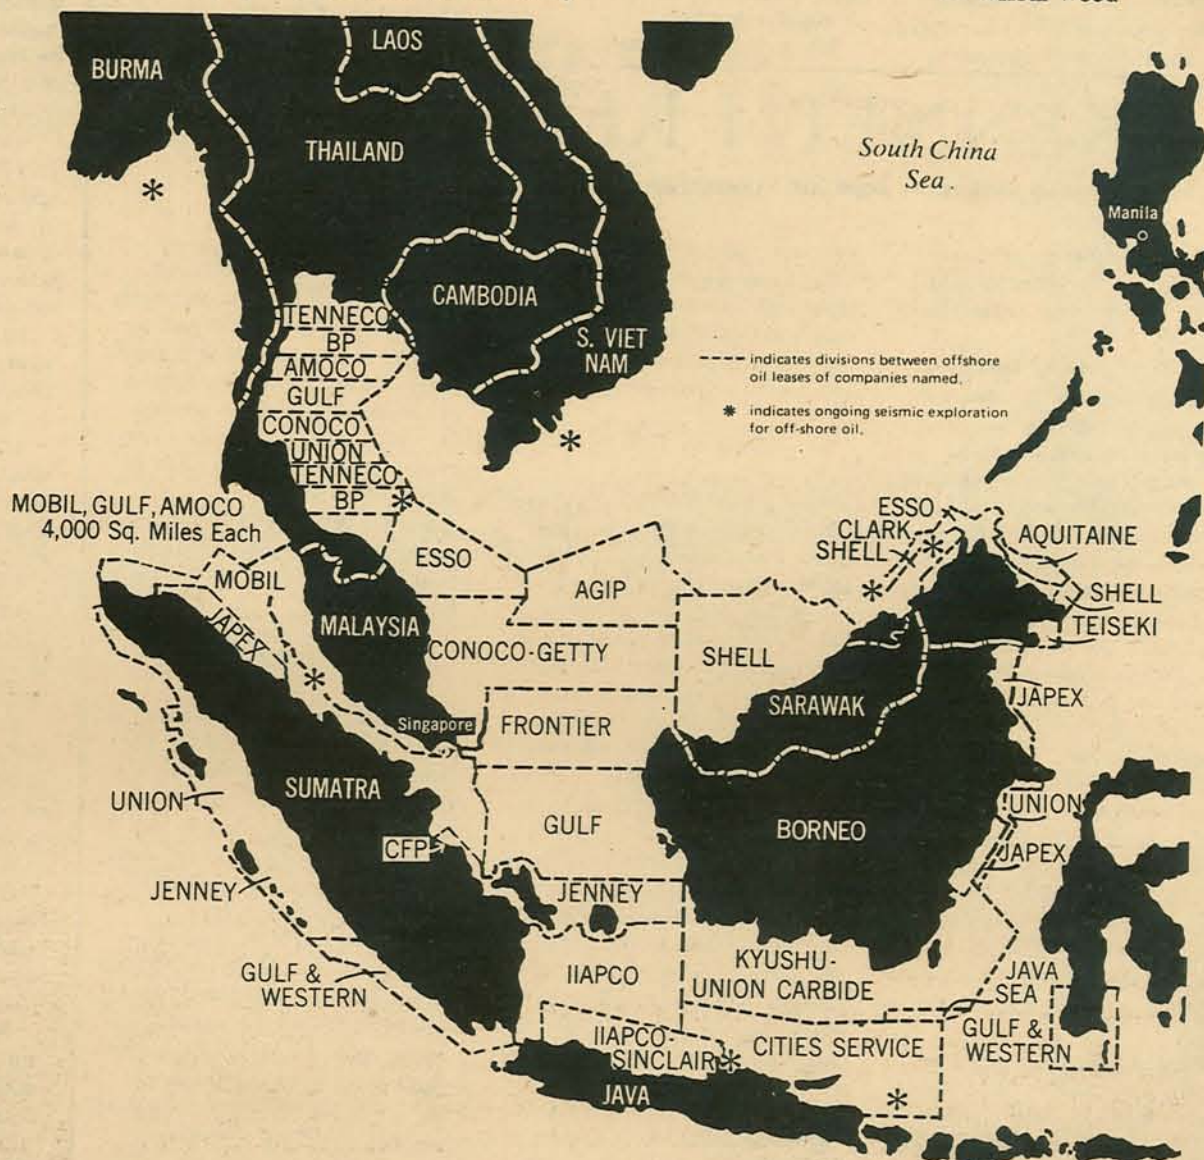 BURMA
LAOS
THAILAND
South China
Sea.
Manila
CAMBODIA
S. VIET
NAM
TENNECO
BP
AMOCO
GULF
CONOCO
UNION
TENNECO
BP
---- indicates divisions between offshore
oil leases of companies named.
* indicates ongoing seismic exploration
for off-shore oil.
MOBIL, GULF, AMOCO
4,000 Sq. Miles Each
ESSO
CLARK
SHELL
AQUITAINE
SHELL
TEISEKI
MOBIL
ESSO
AGIP
JAPEX
MALAYSIA
CONOCO-GETTY
SHELL
JAPEX
SARAWAK
Singapore
FRONTIER
SUMATRA
UNION
GULF
BORNEO
UNION
CFP
JAPEX
JENNEY
JENNEY
GULF &
WESTERN
IIAPCO
KYUSHU-
UNION CARBIDE
JAVA
SEA
IIAPCO-
SINCLAIR
CITIES SERVICE
GULF &
WESTERN
JAVA